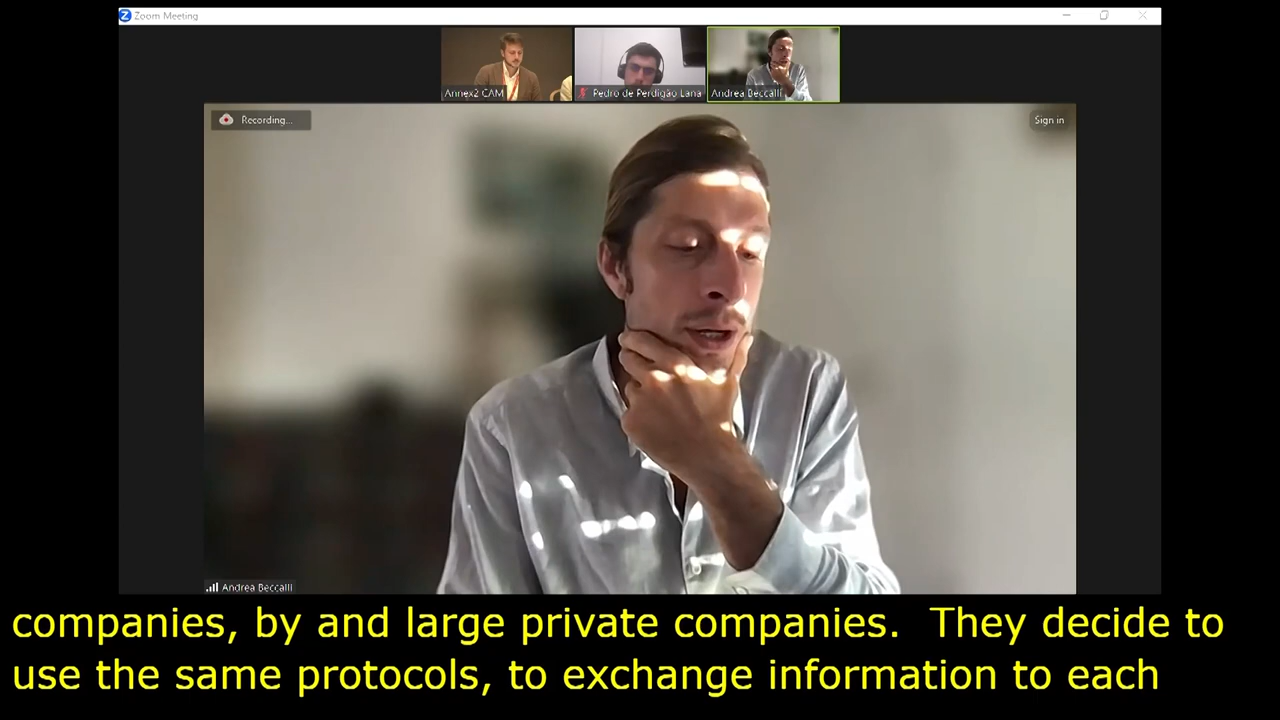 Zoom Meeting
Annex2 CAM
Pedro de Perdigão Lana
Andrea Beccalli
Recording...
Sign in
Andrea Beccalli
companies, by and large private companies.  They decide to
use the same protocols, to exchange information to each